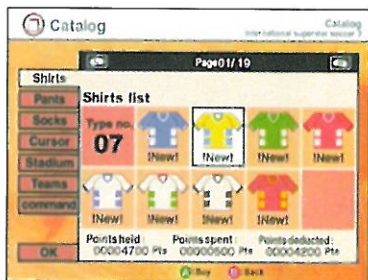 Catalog
Catalog
International superstar soccer 3
Page01/19
Shirts
Pants
Socks
Cursor
Stadium
Teams
command
OK
Shirts list
Type no.
07
!New!
!New!
!New!
!New!
!New!
!New!
!New!
!New!
Points held: Points spent: Points deducted:
00004700 Pts 00000500 Pts 00004200 Pts
A:Buy B:Back